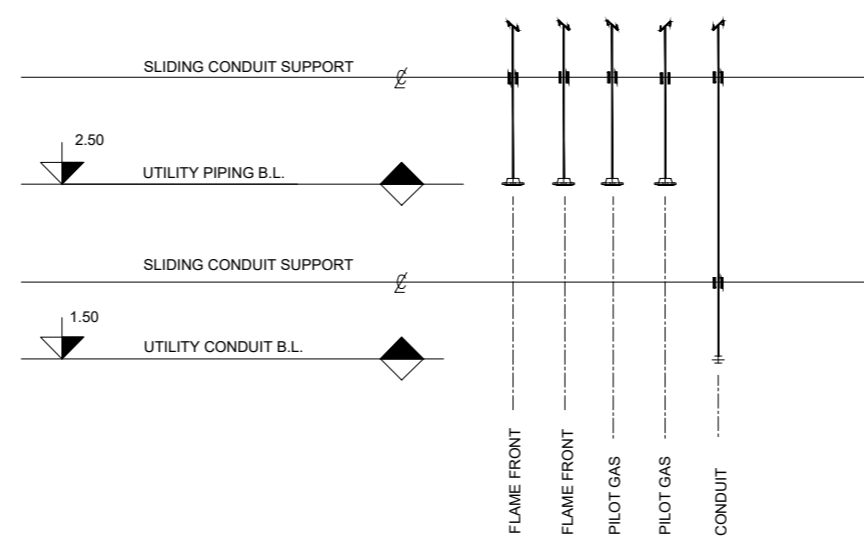 SLIDING CONDUIT SUPPORT
℄
2.50
UTILITY PIPING B.L.
SLIDING CONDUIT SUPPORT
℄
1.50
UTILITY CONDUIT B.L.
FLAME FRONT
FLAME FRONT
PILOT GAS
PILOT GAS
CONDUIT